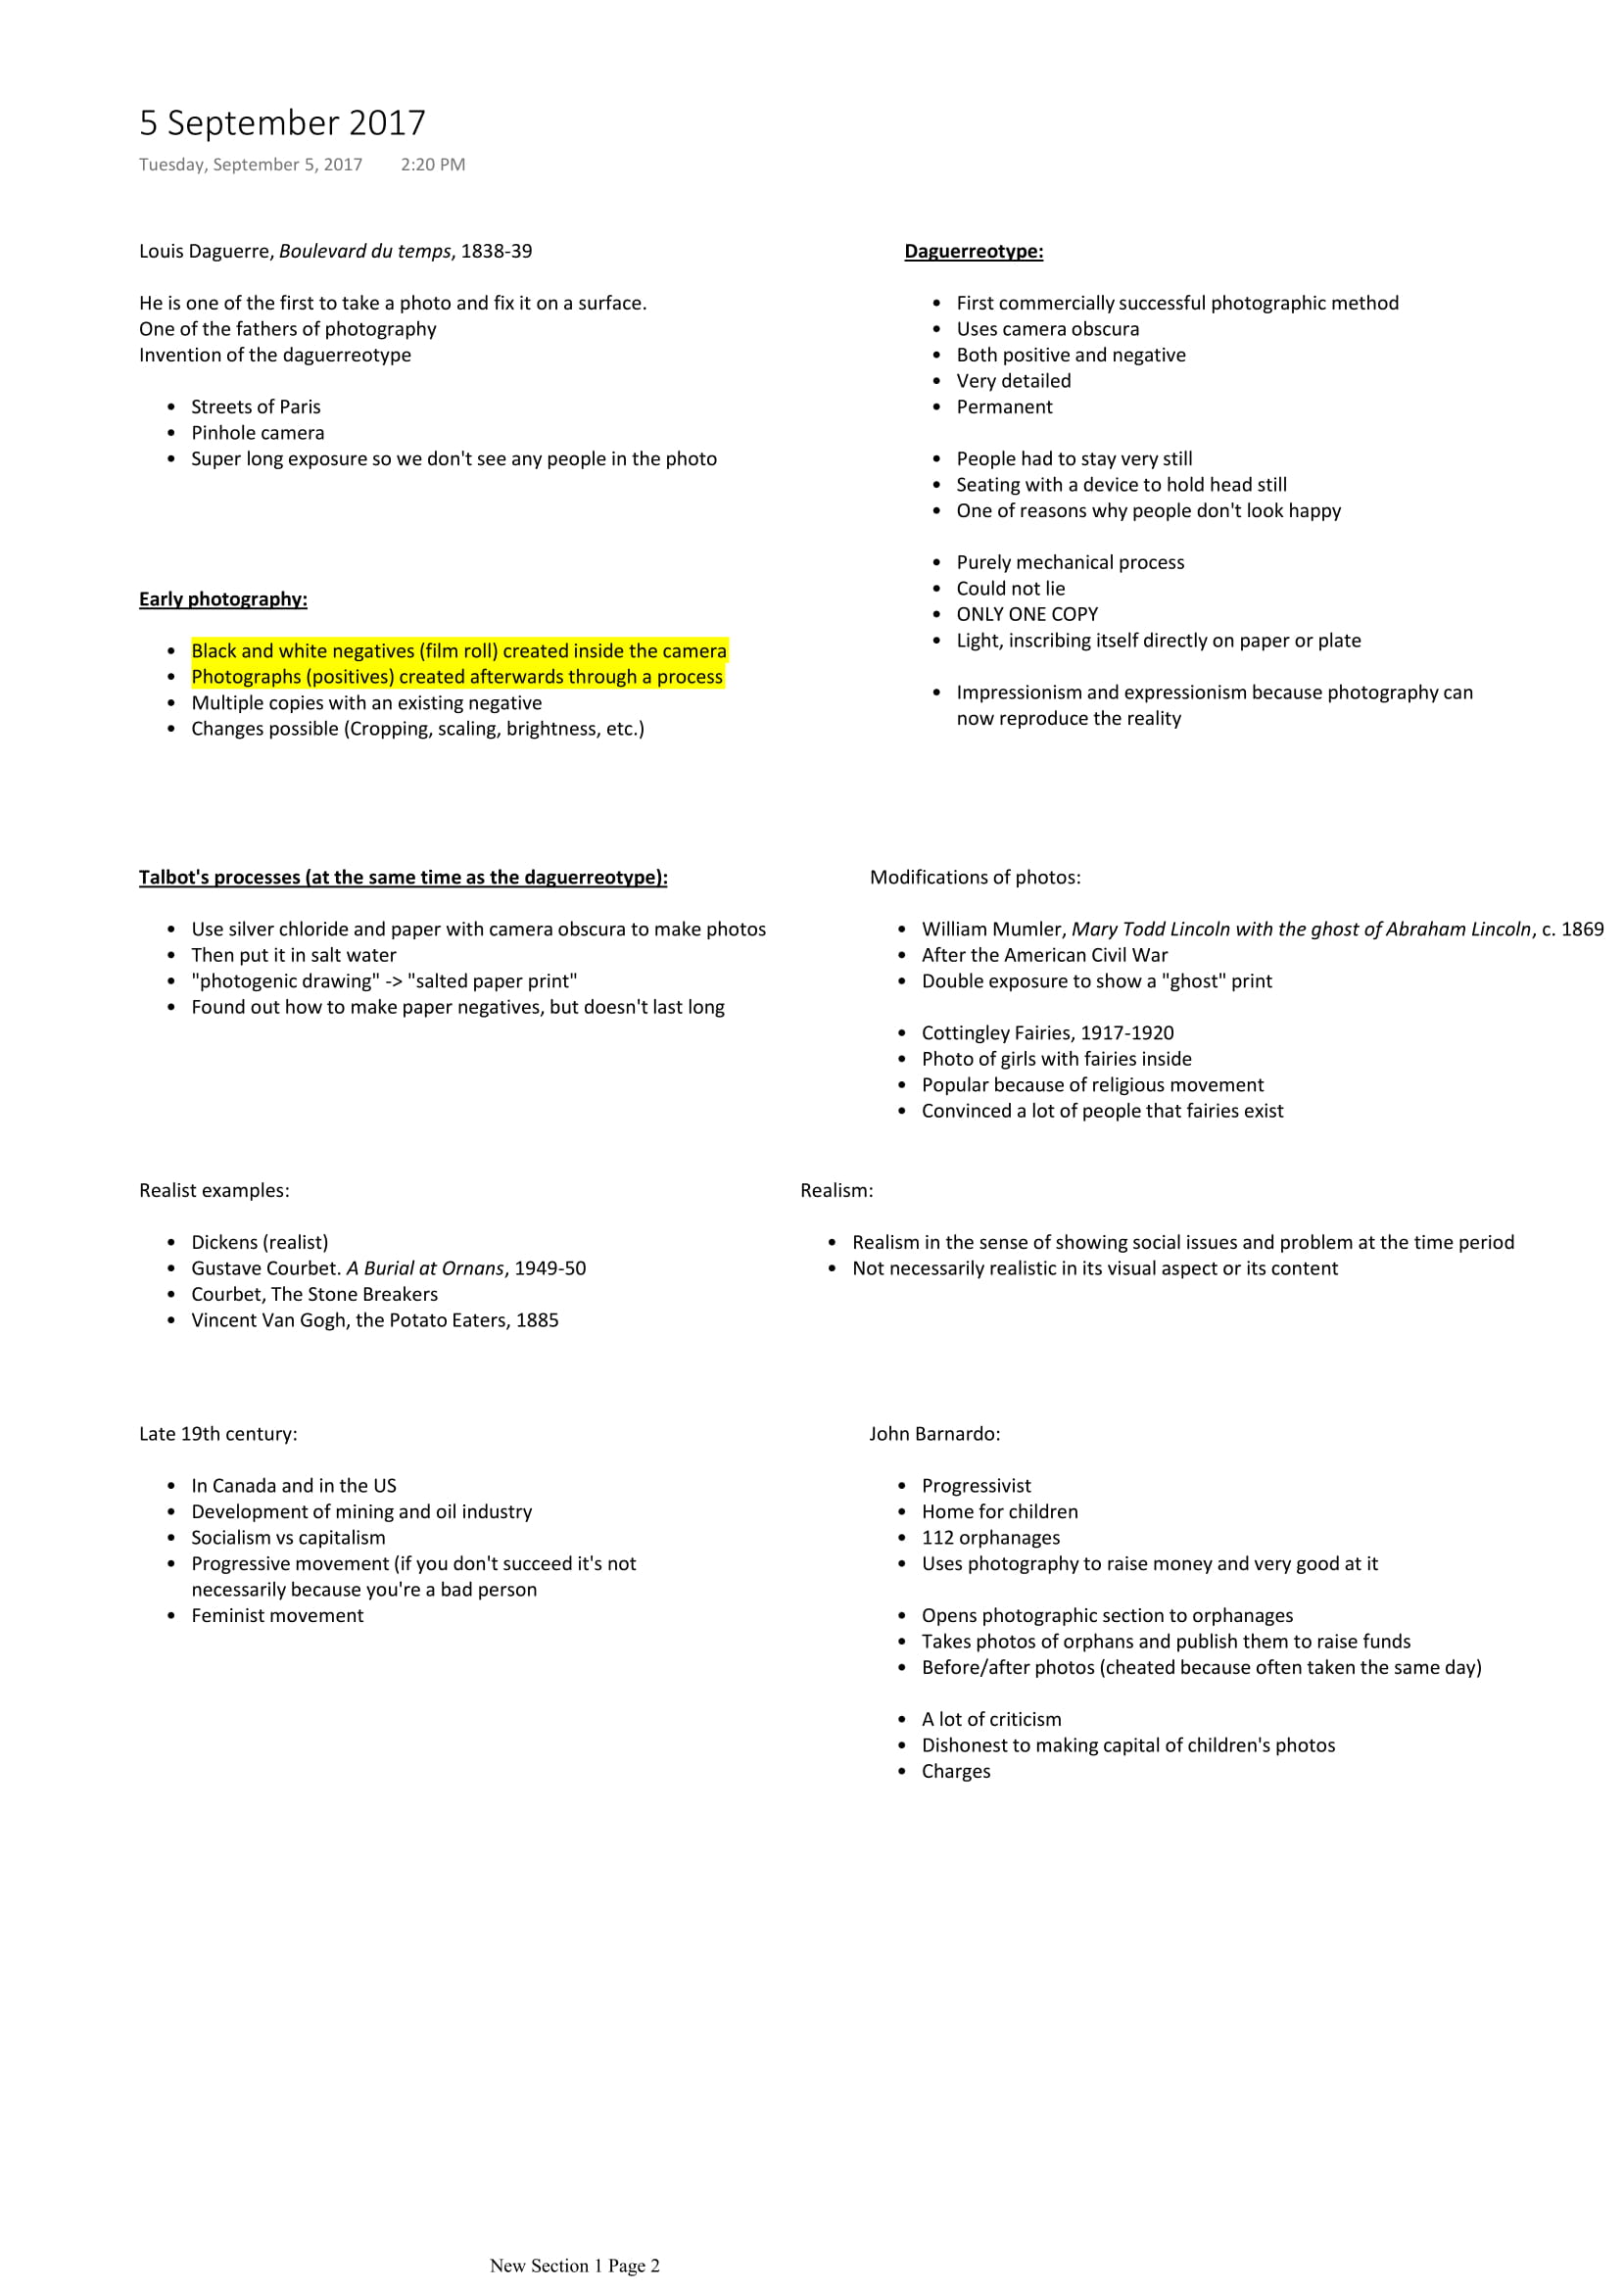 5 September 2017
Tuesday, September 5, 2017 2:20 PM
Louis Daguerre, Boulevard du temps, 1838-39
He is one of the first to take a photo and fix it on a surface.
One of the fathers of photography
Invention of the daguerreotype
• Streets of Paris
• Pinhole camera
• Super long exposure so we don't see any people in the photo
Early photography:
• Black and white negatives (film roll) created inside the camera
• Photographs (positives) created afterwards through a process
• Multiple copies with an existing negative
• Changes possible (Cropping, scaling, brightness, etc.)
Daguerreotype:
• First commercially successful photographic method
• Uses camera obscura
• Both positive and negative
• Very detailed
• Permanent
• People had to stay very still
• Seating with a device to hold head still
• One of reasons why people don't look happy
• Purely mechanical process
• Could not lie
• ONLY ONE COPY
• Light, inscribing itself directly on paper or plate
• Impressionism and expressionism because photography can
now reproduce the reality
Talbot's processes (at the same time as the daguerreotype):
• Use silver chloride and paper with camera obscura to make photos
• Then put it in salt water
• "photogenic drawing" -> "salted paper print"
• Found out how to make paper negatives, but doesn't last long
Modifications of photos:
• William Mumler, Mary Todd Lincoln with the ghost of Abraham Lincoln, c. 1869
• After the American Civil War
• Double exposure to show a "ghost" print
• Cottingley Fairies, 1917-1920
• Photo of girls with fairies inside
• Popular because of religious movement
• Convinced a lot of people that fairies exist
Realist examples:
• Dickens (realist)
• Gustave Courbet. A Burial at Ornans, 1949-50
• Courbet, The Stone Breakers
• Vincent Van Gogh, the Potato Eaters, 1885
Realism:
• Realism in the sense of showing social issues and problem at the time period
• Not necessarily realistic in its visual aspect or its content
Late 19th century:
• In Canada and in the US
• Development of mining and oil industry
• Socialism vs capitalism
• Progressive movement (if you don't succeed it's not
necessarily because you're a bad person
• Feminist movement
John Barnardo:
• Progressivist
• Home for children
• 112 orphanages
• Uses photography to raise money and very good at it
• Opens photographic section to orphanages
• Takes photos of orphans and publish them to raise funds
• Before/after photos (cheated because often taken the same day)
• A lot of criticism
• Dishonest to making capital of children's photos
• Charges
New Section 1 Page 2